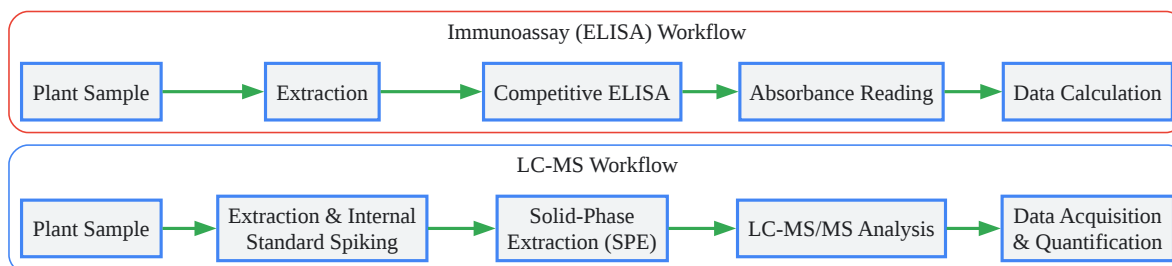 Immunoassay (ELISA) Workflow
Plant Sample
Extraction
Competitive ELISA
Absorbance Reading
Data Calculation
LC-MS Workflow
Plant Sample
Extraction & Internal
Standard Spiking
Solid-Phase
Extraction (SPE)
LC-MS/MS Analysis
Data Acquisition
& Quantification